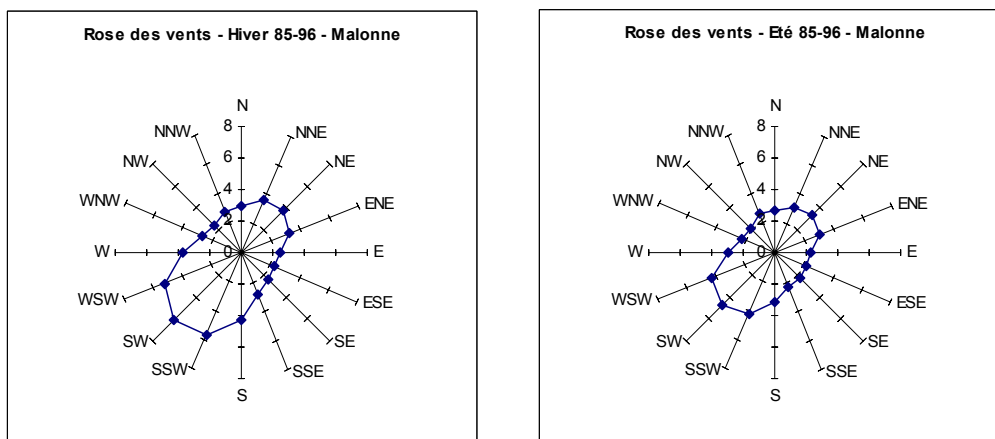 Rose des vents - Hiver 85-96 - Malonne
N
NNW
NNE
8
NW
NE
6
WNW
ENE
4
2
W
0
E
WSW
ESE
SW
SE
SSW
SSE
S
Rose des vents - Eté 85-96 - Malonne
N
NNW
NNE
8
NW
NE
6
WNW
ENE
4
2
W
0
E
WSW
ESE
SW
SE
SSW
SSE
S